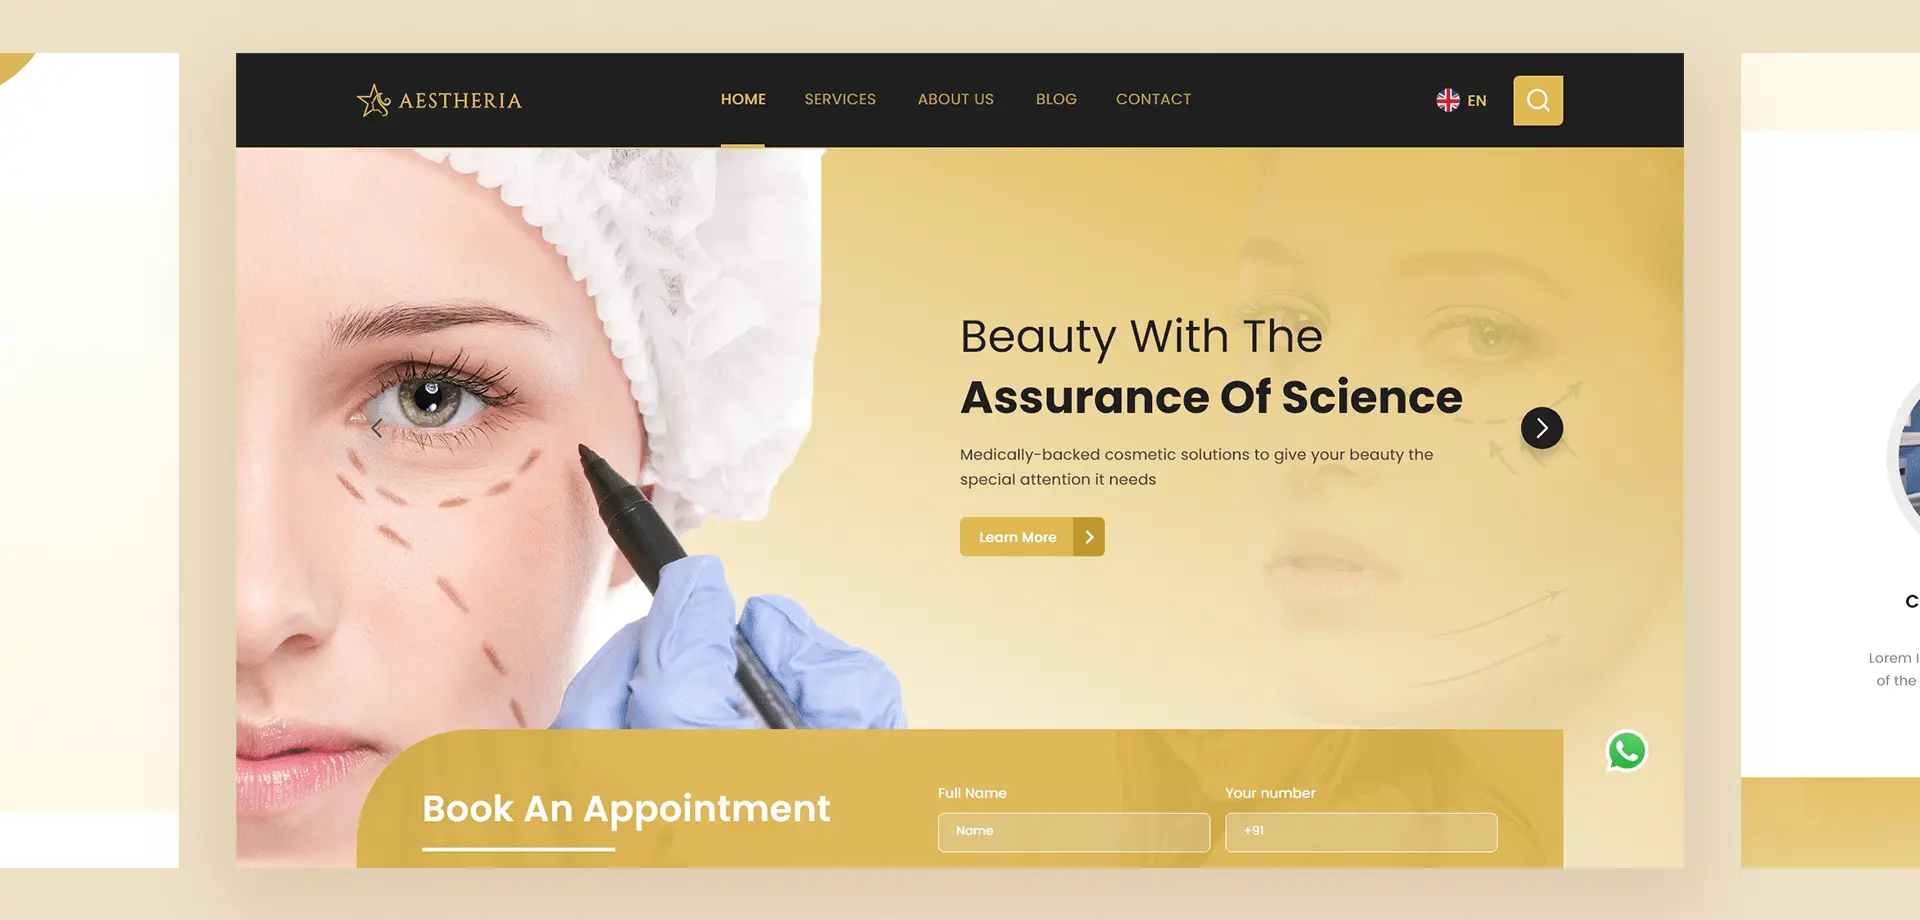 AESTHERIA
HOME SERVICES ABOUT US BLOG CONTACT
EN
Beauty With The
Assurance Of Science
Medically-backed cosmetic solutions to give your beauty the
special attention it needs
Learn More
Book An Appointment
Full Name
Name
Your number
+91
C
Lorem I
of the